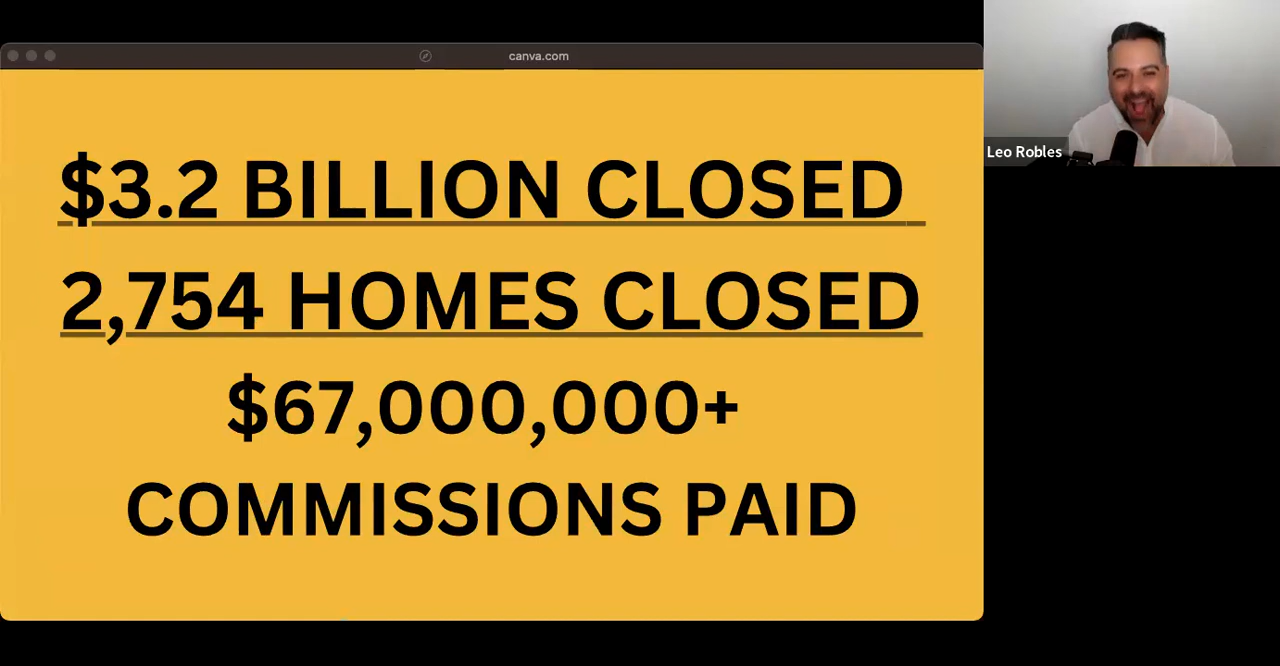 canva.com
$3.2 BILLION CLOSED
2,754 HOMES CLOSED
$67,000,000+
COMMISSIONS PAID
Leo Robles